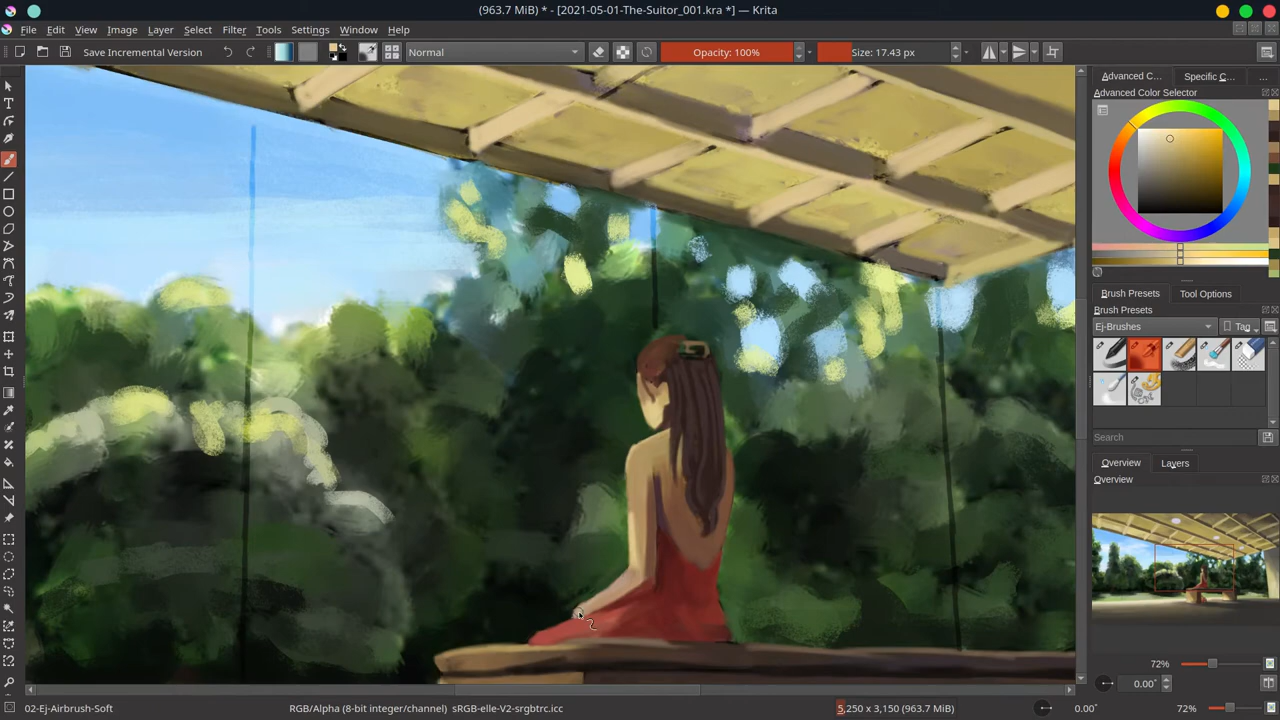 (963.7 MiB) * - [2021-05-01-The-Suitor_001.kra *] — Krita
File Edit View Image Layer Select Filter Tools Settings Window Help
Save Incremental Version Normal Opacity: 100% Size: 17.43 px
Advanced C... Specific C... ...
Advanced Color Selector
Brush Presets Tool Options
Brush Presets
Ej-Brushes Tag
Search
Overview Layers
Overview
72%
0.00°
02-Ej-Airbrush-Soft RGB/Alpha (8-bit integer/channel) sRGB-elle-V2-srgbtrc.icc 5,250 x 3,150 (963.7 MiB) 0.00° 72%